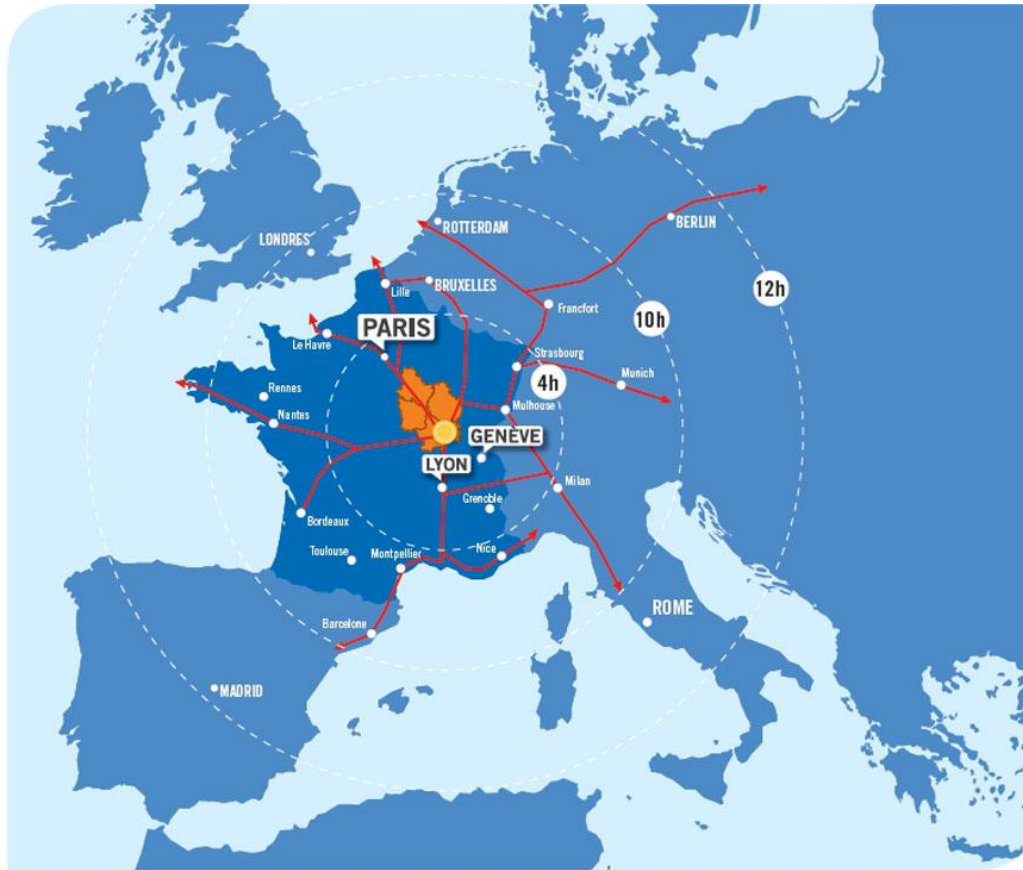 ROTTERDAM
BERLIN
LONDRES
BRUXELLES
Lille
12h
Francfort
10h
PARIS
Le Havre
Strasbourg
4h
Munich
Rennes
Mulhouse
Nantes
GENÈVE
LYON
Milan
Grenoble
Bordeaux
Toulouse
Montpellier
Nice
ROME
Barcelone
MADRID